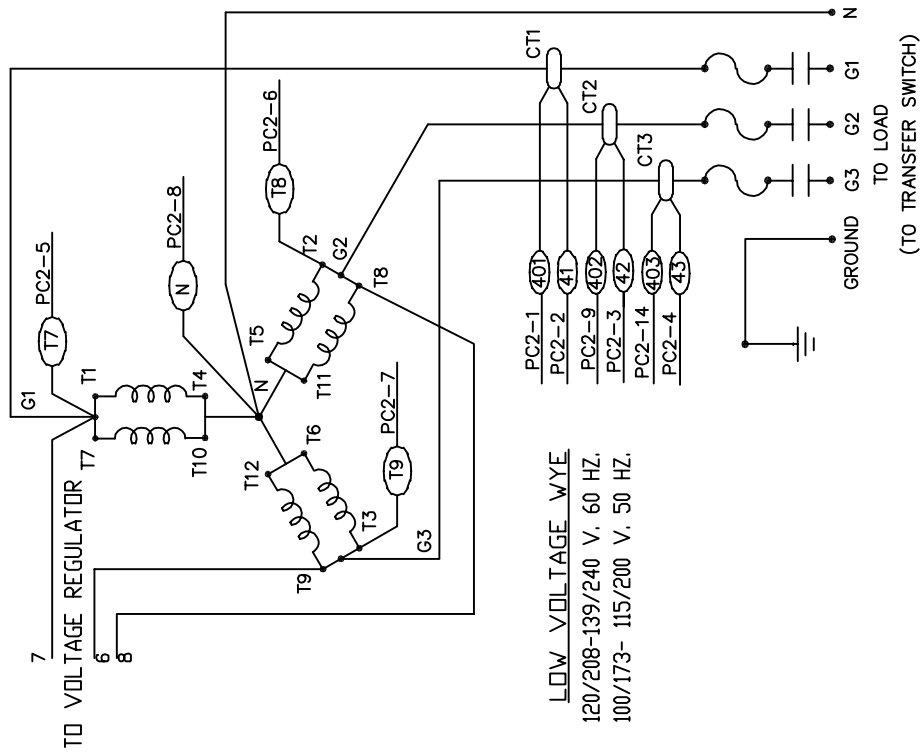 TO VOLTAGE REGULATOR
7
6
8
G1
T7
T1
T7
PC2-5
T10
T4
N
PC2-8
N
T8
PC2-6
T5
T2
G2
T11
T8
T12
T6
T9
T3
G3
T9
PC2-7
CT1
CT2
CT3
PC2-1
401
PC2-2
41
PC2-9
402
PC2-3
42
PC2-14
403
PC2-4
43
N
G1
G2
G3
GROUND
TO LOAD
(TO TRANSFER SWITCH)
LOW VOLTAGE WYE
120/208-139/240 V. 60 HZ.
100/173- 115/200 V. 50 HZ.